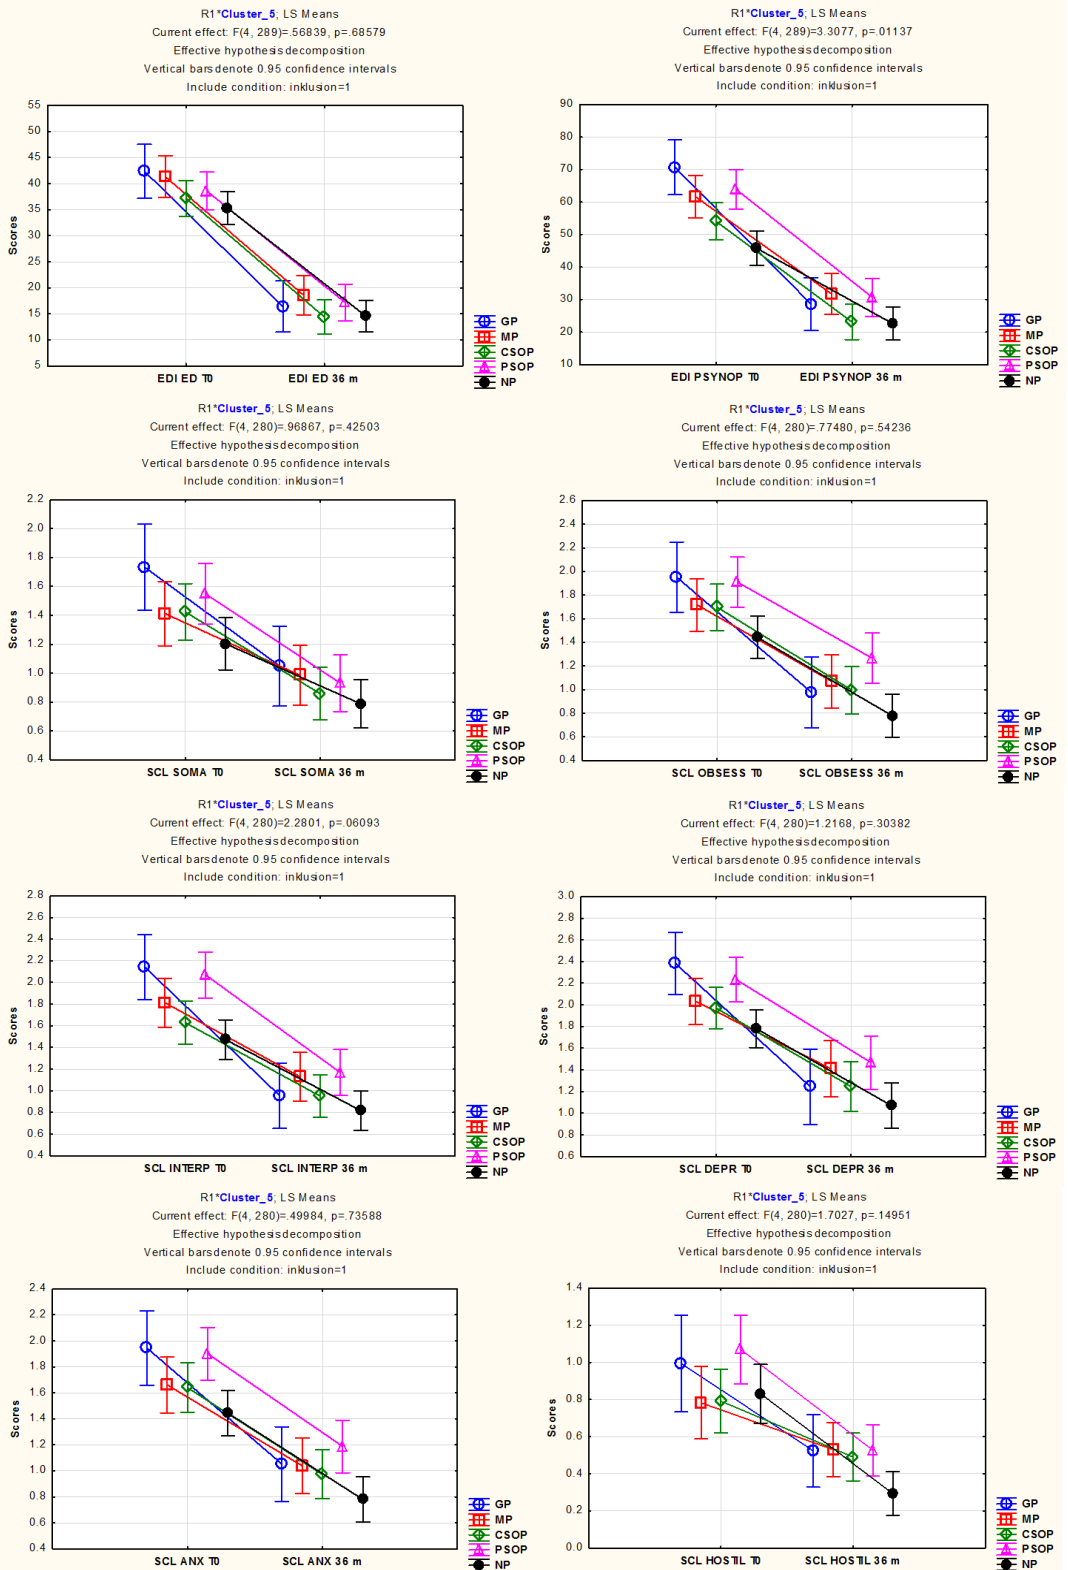 R1*Cluster_5; LS Means
Current effect: F(4, 289)=.56839, p=.68579
Effective hypothesis decomposition
Vertical bars denote 0.95 confidence intervals
Include condition: inklusion=1
55
50
45
40
35
30
25
20
15
10
5
Scores
EDI ED T0 EDI ED 36 m
GP
MP
CSOP
PSOP
NP
R1*Cluster_5; LS Means
Current effect: F(4, 289)=3.3077, p=.01137
Effective hypothesis decomposition
Vertical bars denote 0.95 confidence intervals
Include condition: inklusion=1
90
80
70
60
50
40
30
20
10
Scores
EDI PSYNOP T0 EDI PSYNOP 36 m
GP
MP
CSOP
PSOP
NP
R1*Cluster_5; LS Means
Current effect: F(4, 280)=.96867, p=.42503
Effective hypothesis decomposition
Vertical bars denote 0.95 confidence intervals
Include condition: inklusion=1
2.2
2.0
1.8
1.6
1.4
1.2
1.0
0.8
0.6
0.4
Scores
SCL SOMA T0 SCL SOMA 36 m
GP
MP
CSOP
PSOP
NP
R1*Cluster_5; LS Means
Current effect: F(4, 280)=.77480, p=.54236
Effective hypothesis decomposition
Vertical bars denote 0.95 confidence intervals
Include condition: inklusion=1
2.6
2.4
2.2
2.0
1.8
1.6
1.4
1.2
1.0
0.8
0.6
0.4
Scores
SCL OBSESS T0 SCL OBSESS 36 m
GP
MP
CSOP
PSOP
NP
R1*Cluster_5; LS Means
Current effect: F(4, 280)=2.2801, p=.06093
Effective hypothesis decomposition
Vertical bars denote 0.95 confidence intervals
Include condition: inklusion=1
2.8
2.6
2.4
2.2
2.0
1.8
1.6
1.4
1.2
1.0
0.8
0.6
0.4
Scores
SCL INTERP T0 SCL INTERP 36 m
GP
MP
CSOP
PSOP
NP
R1*Cluster_5; LS Means
Current effect: F(4, 280)=1.2168, p=.30382
Effective hypothesis decomposition
Vertical bars denote 0.95 confidence intervals
Include condition: inklusion=1
3.0
2.8
2.6
2.4
2.2
2.0
1.8
1.6
1.4
1.2
1.0
0.8
0.6
Scores
SCL DEPR T0 SCL DEPR 36 m
GP
MP
CSOP
PSOP
NP
R1*Cluster_5; LS Means
Current effect: F(4, 280)=.49984, p=.73588
Effective hypothesis decomposition
Vertical bars denote 0.95 confidence intervals
Include condition: inklusion=1
2.4
2.2
2.0
1.8
1.6
1.4
1.2
1.0
0.8
0.6
0.4
Scores
SCL ANX T0 SCL ANX 36 m
GP
MP
CSOP
PSOP
NP
R1*Cluster_5; LS Means
Current effect: F(4, 280)=1.7027, p=.14951
Effective hypothesis decomposition
Vertical bars denote 0.95 confidence intervals
Include condition: inklusion=1
1.4
1.2
1.0
0.8
0.6
0.4
0.2
0.0
Scores
SCL HOSTIL T0 SCL HOSTIL 36 m
GP
MP
CSOP
PSOP
NP